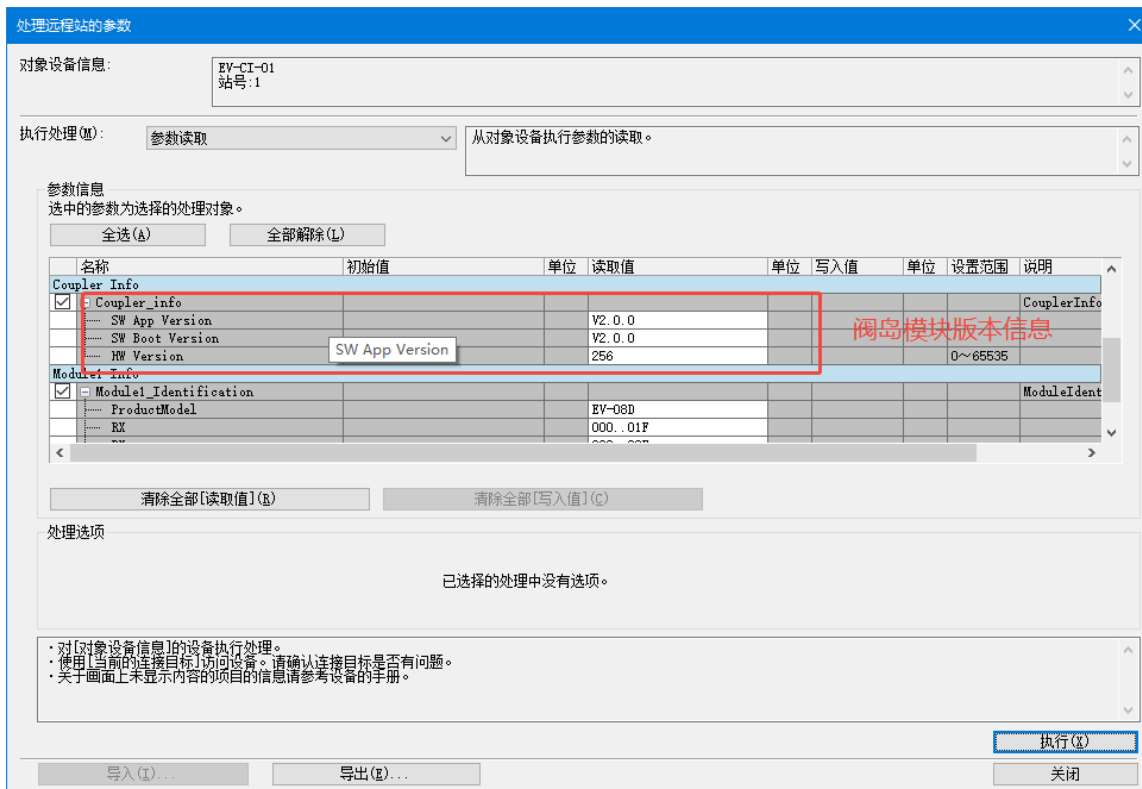 处理远程站的参数
对象设备信息:
EV-CI-01
站号:1
执行处理(M):
参数读取
从对象设备执行参数的读取。
参数信息
选中的参数为选择的处理对象。
全选(A) 全部解除(L)
名称 初始值 单位 读取值 单位 写入值 单位 设置范围 说明
Coupler Info
Coupler_info CouplerInfo
SW App Version V2.0.0
SW Boot Version V2.0.0
SW App Version
HW Version 256 0~65535
阀岛模块版本信息
Module1 Info
Module1_Identification ModuleIdent
ProductModel EV-08D
RX 000..01F
清除全部[读取值](R) 清除全部[写入值](C)
处理选项
已选择的处理中没有选项。
·对[对象设备信息]的设备执行处理。
·使用[当前的连接目标]访问设备。请确认连接目标是否有问题。
·关于画面上未显示内容的项目的信息请参考设备的手册。
执行(X)
导入(I)... 导出(E)... 关闭